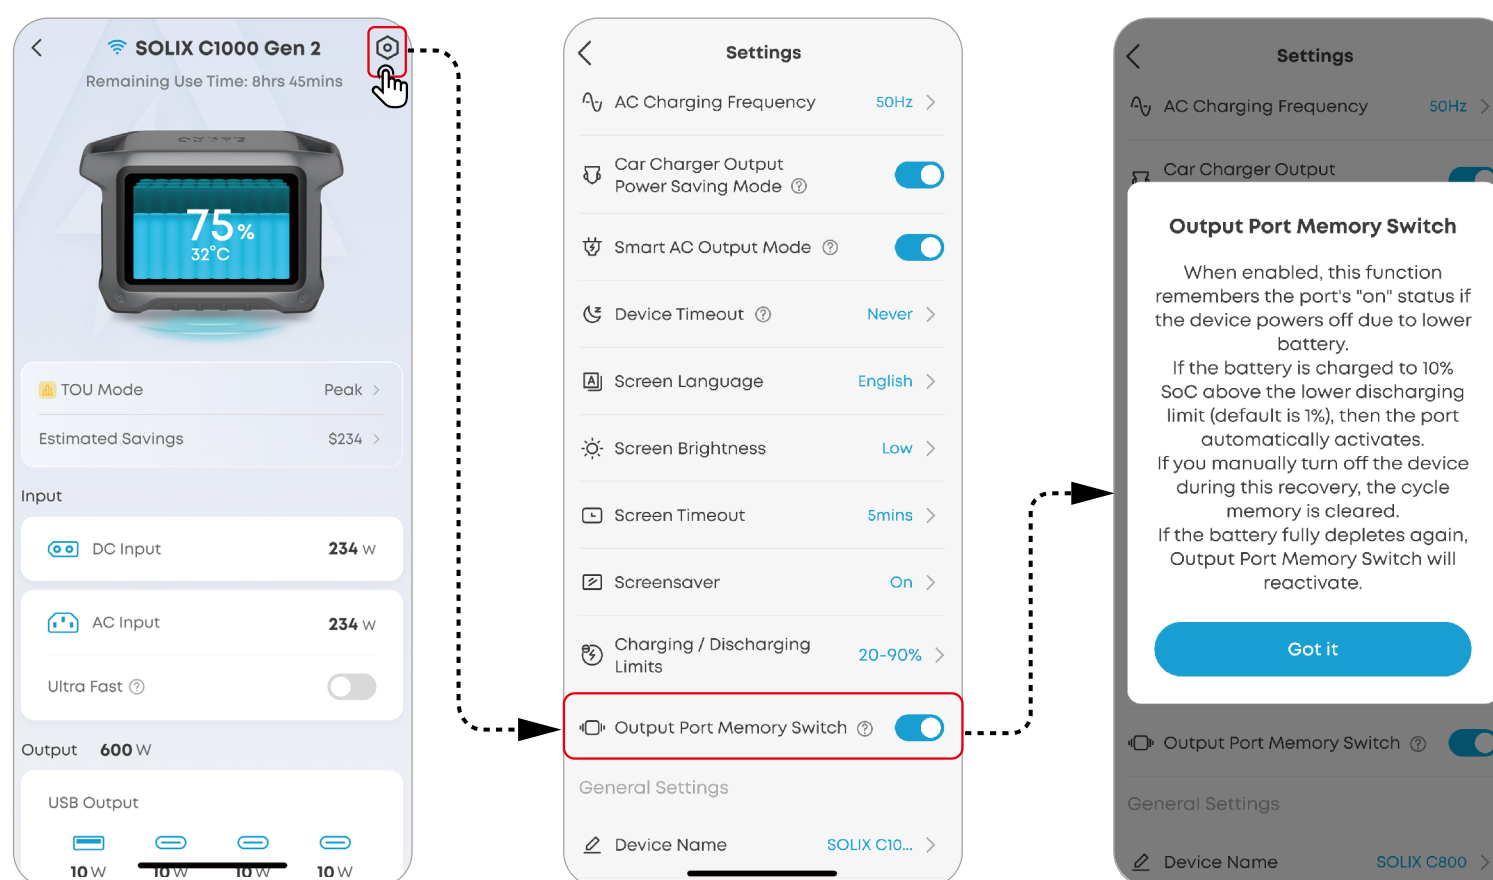 SOLIX C1000 Gen 2
Remaining Use Time: 8hrs 45mins
75%
32°C
TOU Mode
Peak
Estimated Savings
$234
Input
DC Input
234 W
AC Input
234 W
Ultra Fast
Output 600 W
USB Output
10 W
10 W
10 W
10 W
Settings
AC Charging Frequency
50Hz
Car Charger Output
Power Saving Mode
Smart AC Output Mode
Device Timeout
Never
Screen Language
English
Screen Brightness
Low
Screen Timeout
5mins
Screensaver
On
Charging / Discharging
Limits
20-90%
Output Port Memory Switch
General Settings
Device Name
SOLIX C10...
Settings
AC Charging Frequency
50Hz
Car Charger Output
Output Port Memory Switch
When enabled, this function
remembers the port's "on" status if
the device powers off due to lower
battery.
If the battery is charged to 10%
SoC above the lower discharging
limit (default is 1%), then the port
automatically activates.
If you manually turn off the device
during this recovery, the cycle
memory is cleared.
If the battery fully depletes again,
Output Port Memory Switch will
reactivate.
Got it
Output Port Memory Switch
General Settings
Device Name
SOLIX C800